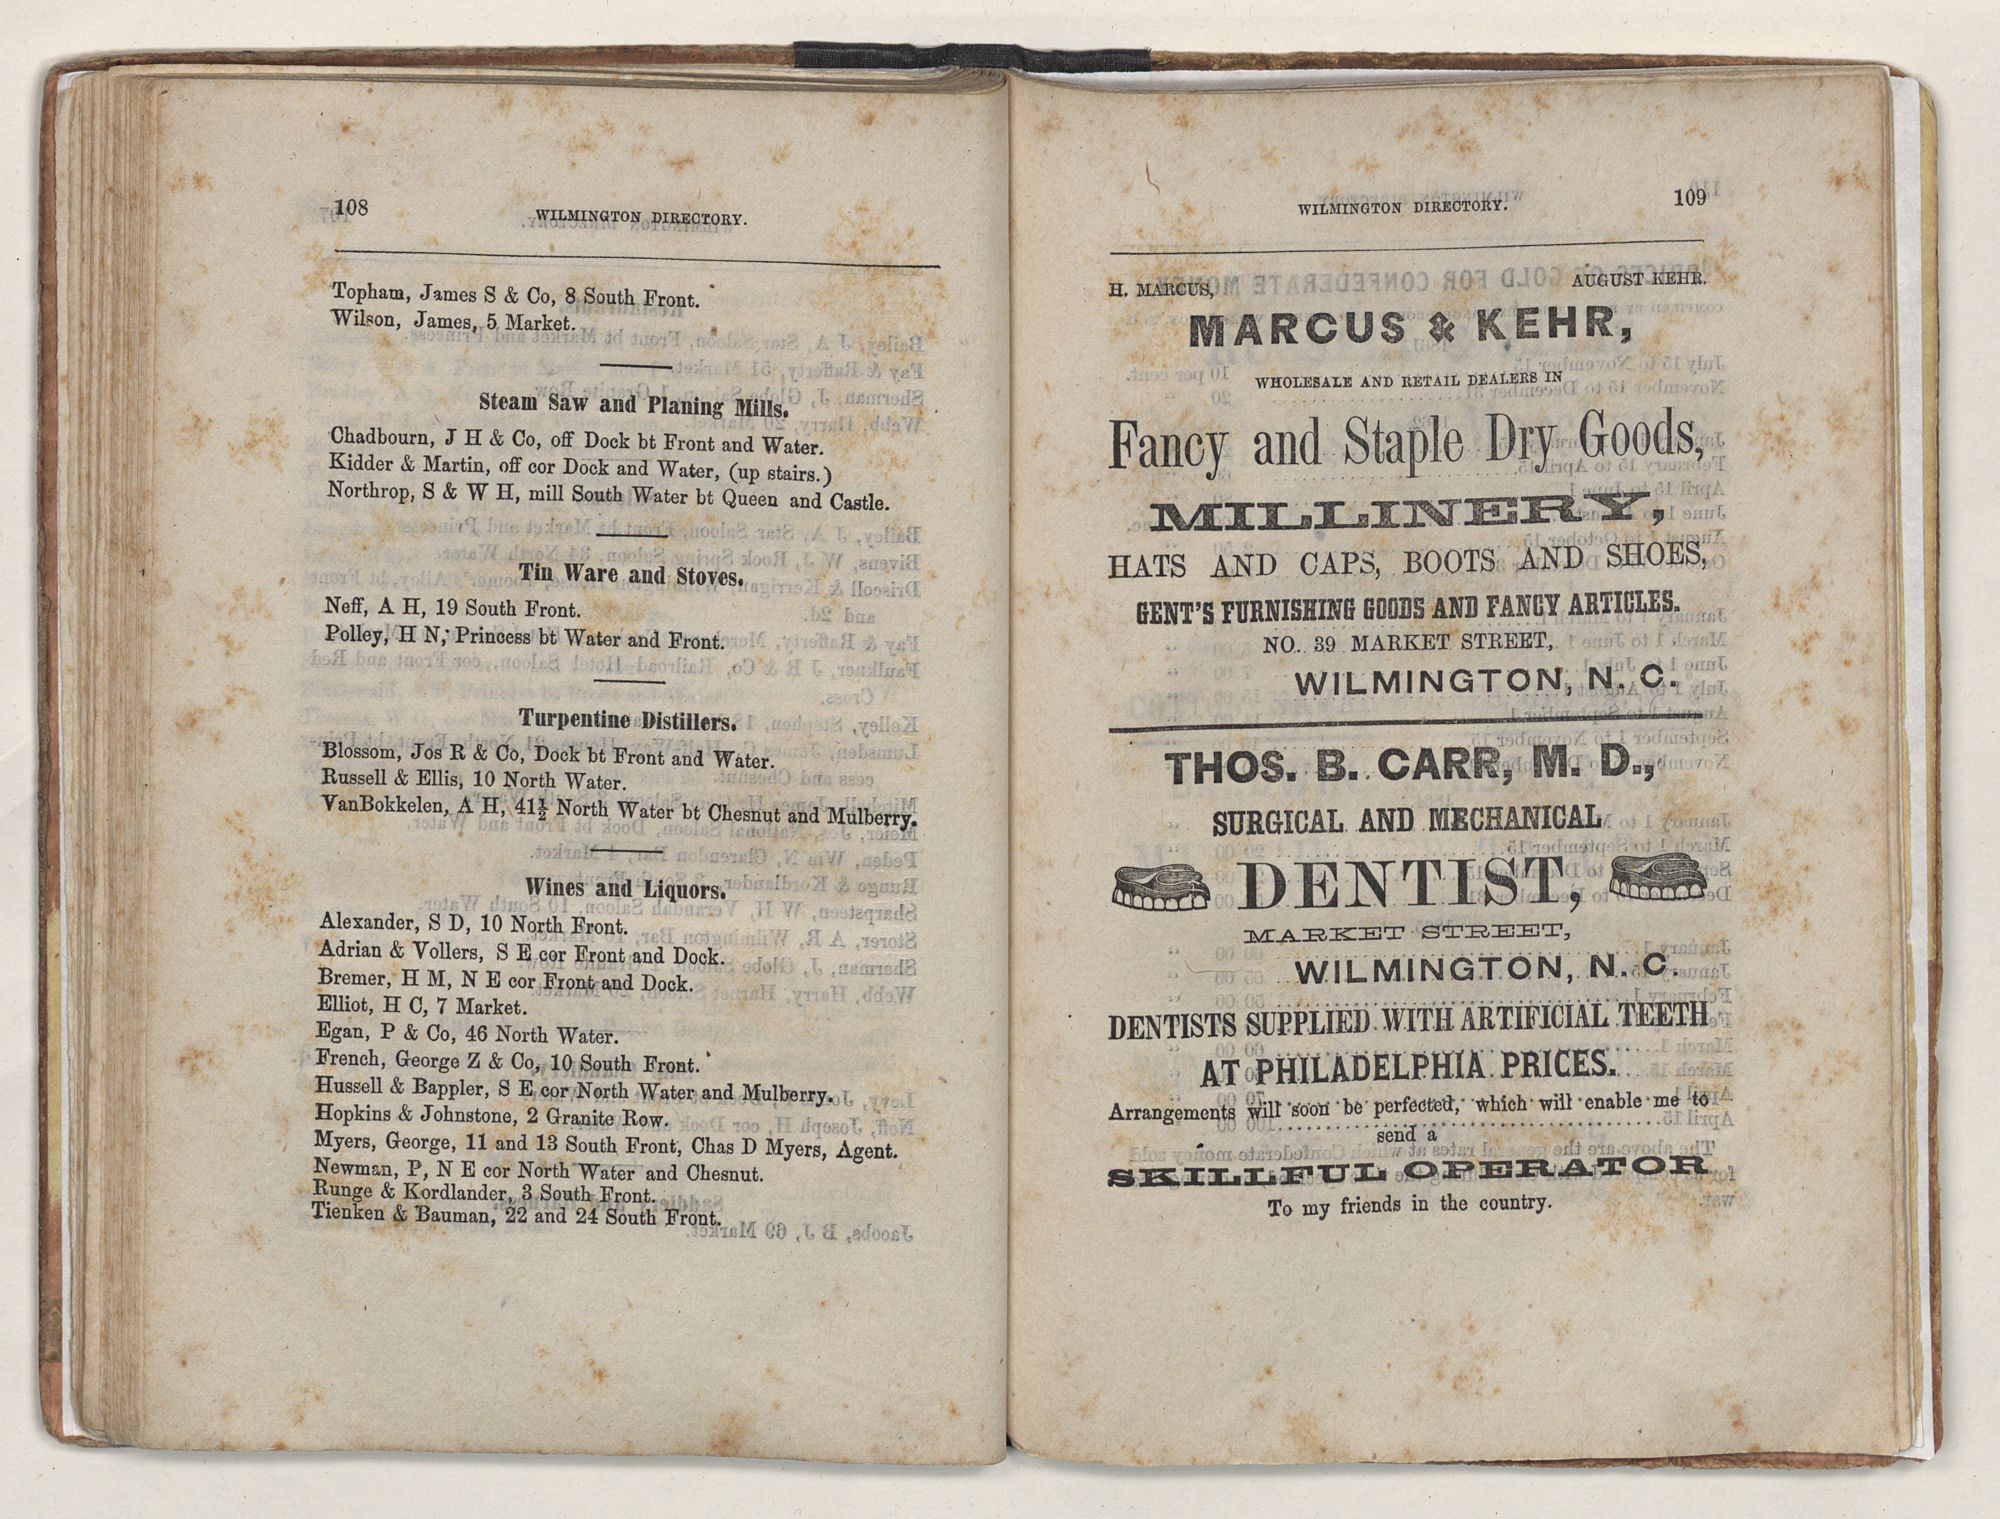 108
WILMINGTON DIRECTORY.
Topham, James S & Co, 8 South Front.
Wilson, James, 5 Market.
Steam Saw and Planing Mills.
Chadbourn, J H & Co, off Dock bt Front and Water.
Kidder & Martin, off cor Dock and Water, (up stairs.)
Northrop, S & W H, mill South Water bt Queen and Castle.
Tin Ware and Stoves.
Neff, A H, 19 South Front.
Polley, H N, Princess bt Water and Front.
Turpentine Distillers.
Blossom, Jos R & Co, Dock bt Front and Water.
Russell & Ellis, 10 North Water.
VanBokkelen, A H, 41½ North Water bt Chesnut and Mulberry.
Wines and Liquors.
Alexander, S D, 10 North Front.
Adrian & Vollers, S E cor Front and Dock.
Bremer, H M, N E cor Front and Dock.
Elliot, H C, 7 Market.
Egan, P & Co, 46 North Water.
French, George Z & Co, 10 South Front.
Hussell & Bappler, S E cor North Water and Mulberry.
Hopkins & Johnstone, 2 Granite Row.
Myers, George, 11 and 13 South Front, Chas D Myers, Agent.
Newman, P, N E cor North Water and Chesnut.
Runge & Kordlander, 3 South Front.
Tienken & Bauman, 22 and 24 South Front.
WILMINGTON DIRECTORY.
109
H. MARCUS, AUGUST KEHR.
MARCUS & KEHR,
WHOLESALE AND RETAIL DEALERS IN
Fancy and Staple Dry Goods,
MILLINERY,
HATS AND CAPS, BOOTS AND SHOES,
GENT'S FURNISHING GOODS AND FANCY ARTICLES.
NO. 39 MARKET STREET,
WILMINGTON, N. C.
THOS. B. CARR, M. D.,
SURGICAL AND MECHANICAL
DENTIST,
MARKET STREET,
WILMINGTON, N. C.
DENTISTS SUPPLIED WITH ARTIFICIAL TEETH
AT PHILADELPHIA PRICES.
Arrangements will soon be perfected, which will enable me to
send a
SKILLFUL OPERATOR
To my friends in the country.